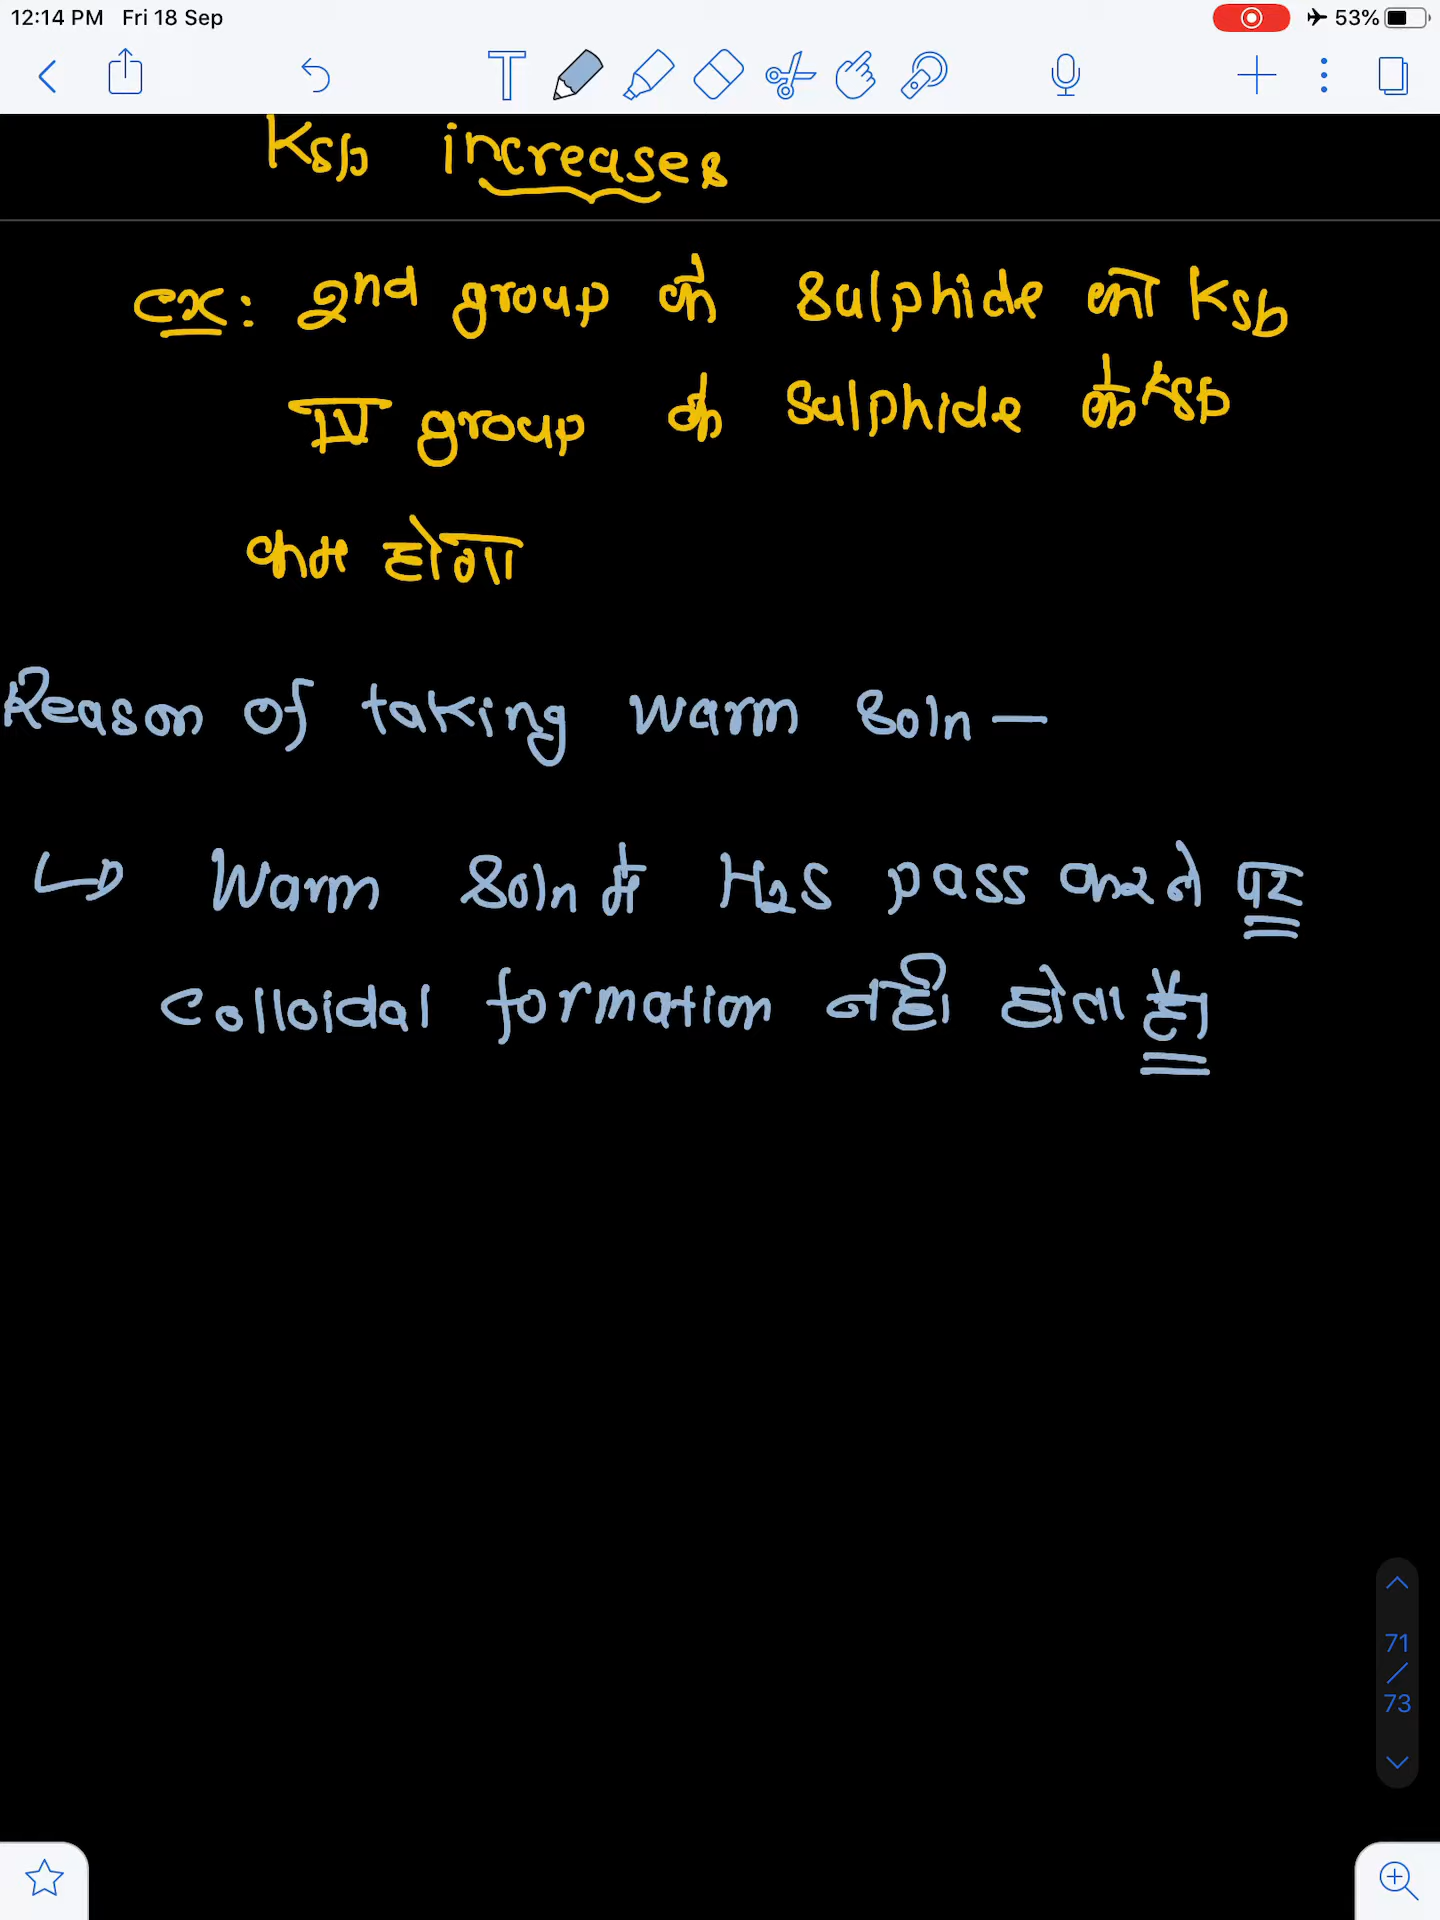 12:14 PM Fri 18 Sep 53%
Ksp increases
ex: 2nd group के sulphide का Ksp
IV group के sulphide के Ksp
कम होगा
Reason of taking warm soln —
↳ Warm soln में H2S pass करने पर
Colloidal formation नही होता है।
71
/
73